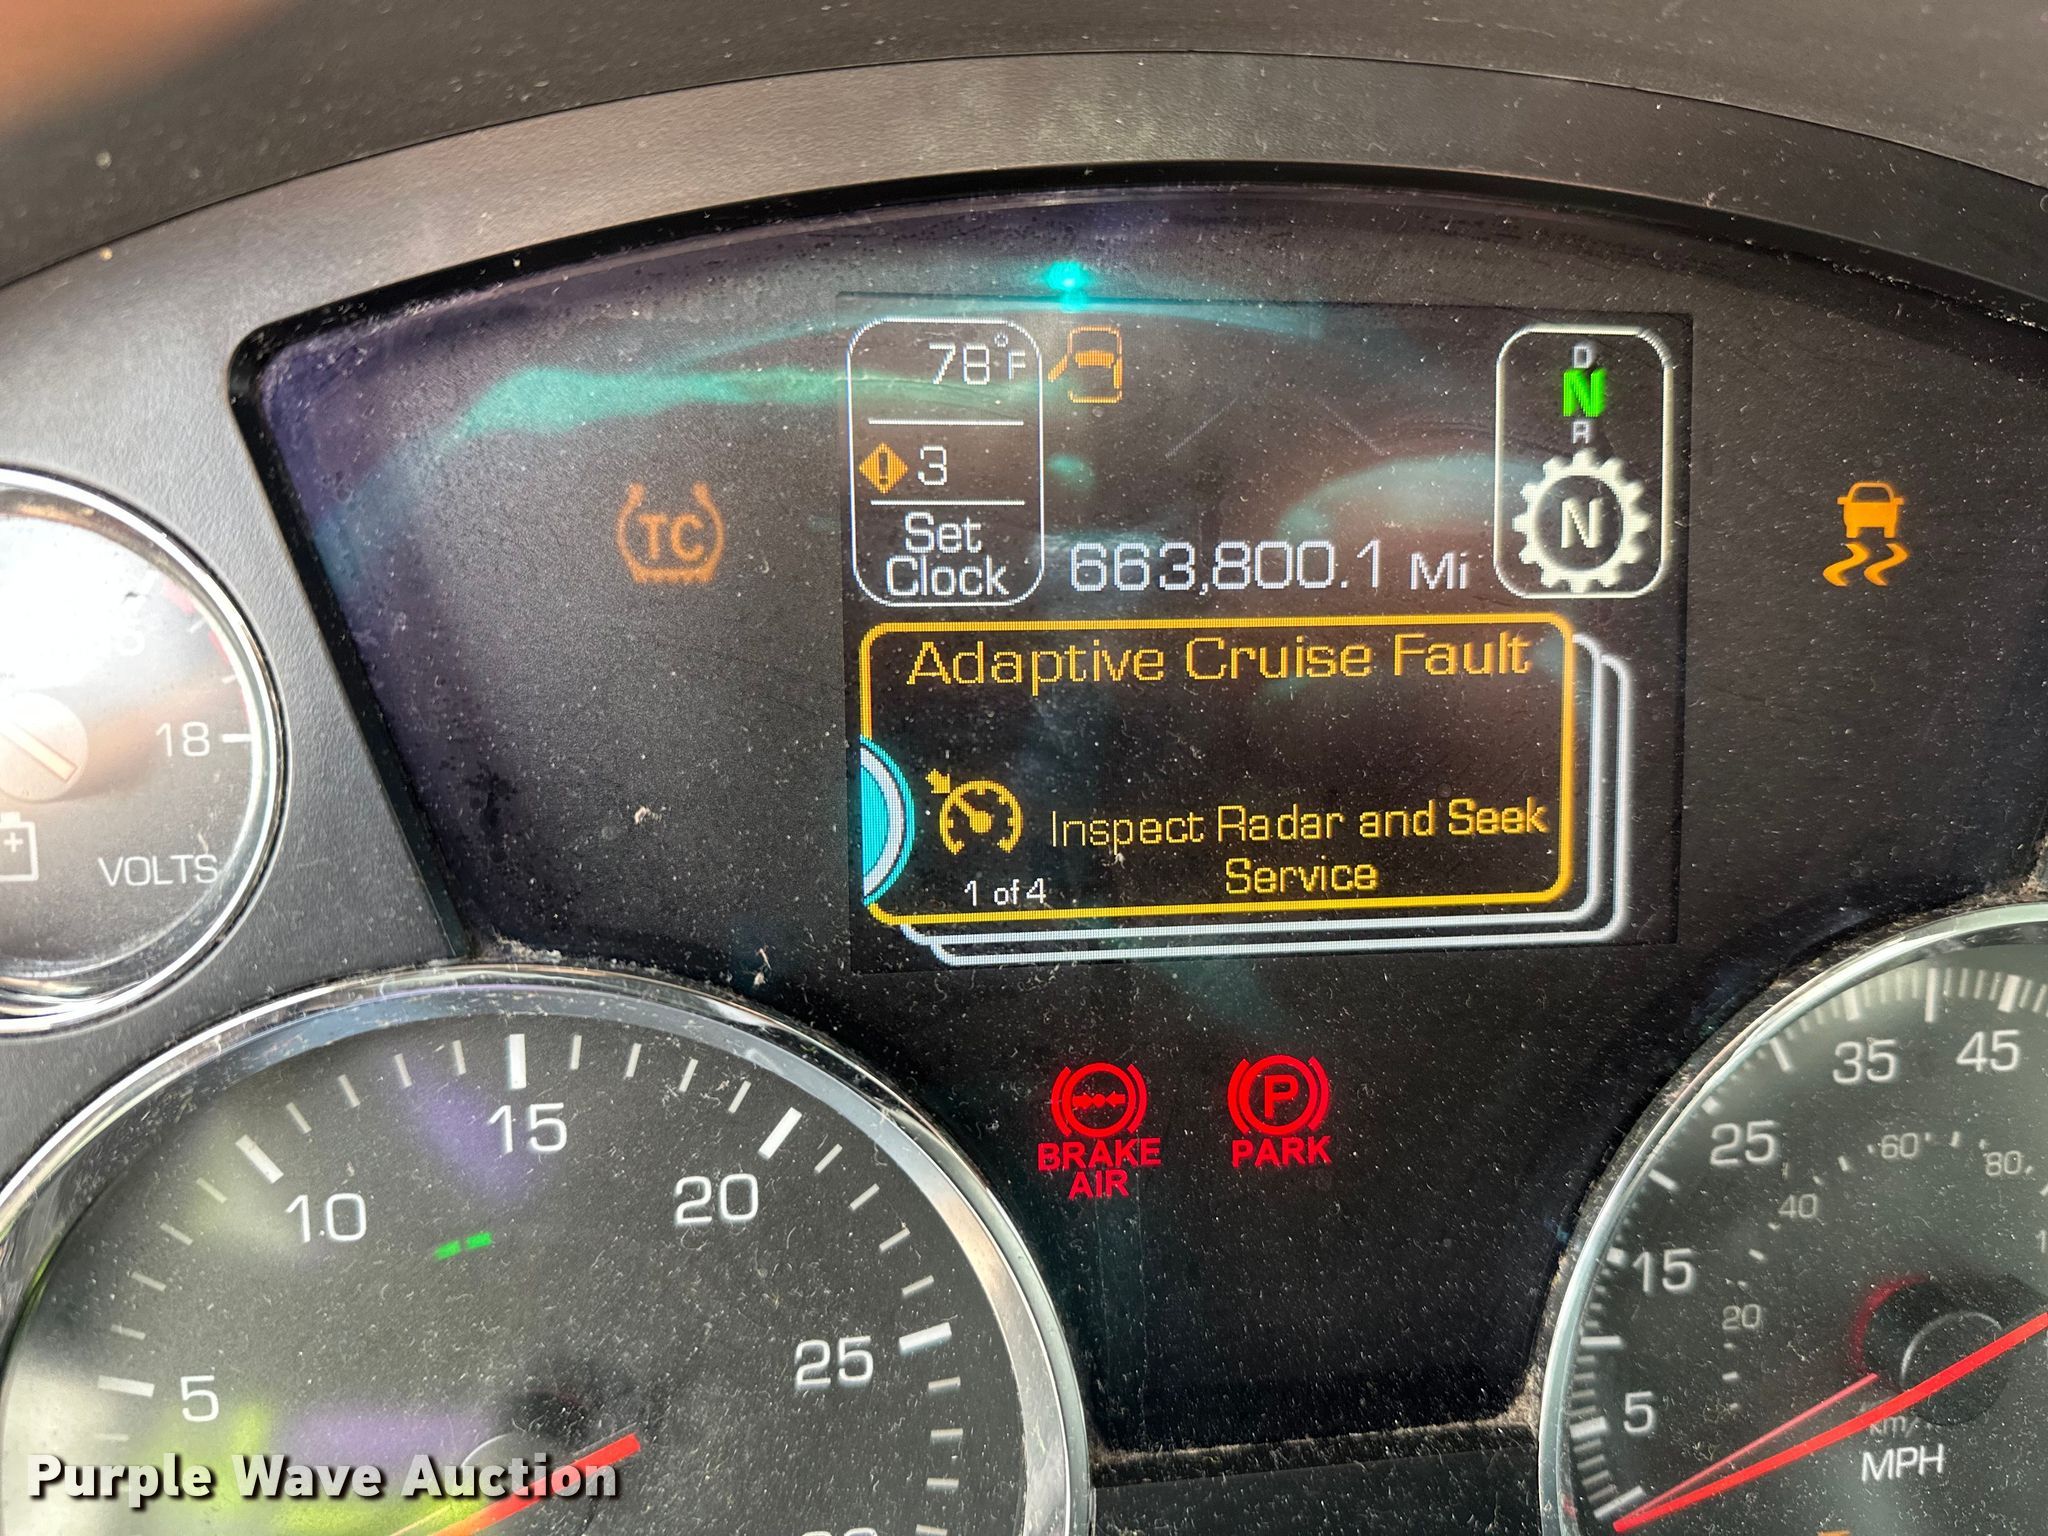 78°F
3
Set
Clock
D
N
R
N
663,800.1 Mi
TC
Adaptive Cruise Fault
Inspect Radar and Seek
Service
1 of 4
18
VOLTS
BRAKE
AIR
P
PARK
5
10
15
20
25
5
15
25
35
45
20
40
60
80
km/
MPH
Purple Wave Auction